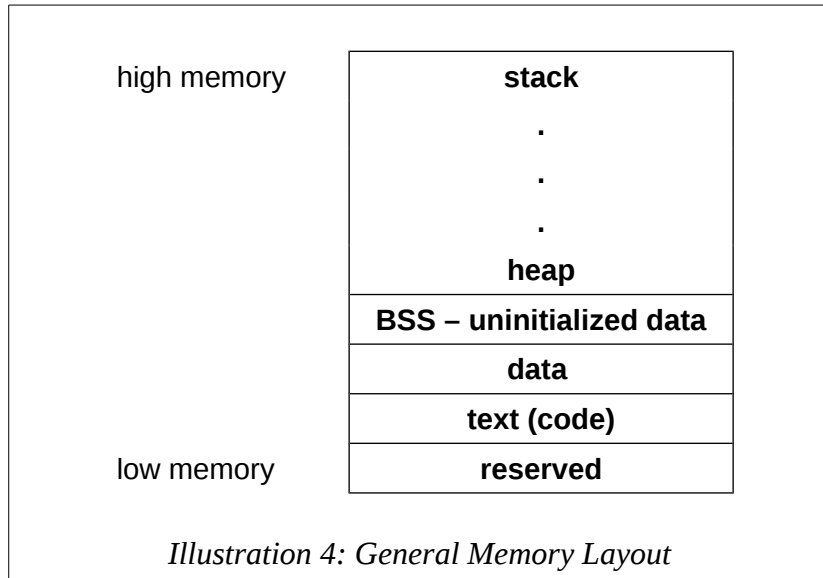 high memory stack
.
.
.
heap
BSS – uninitialized data
data
text (code)
low memory reserved
Illustration 4: General Memory Layout